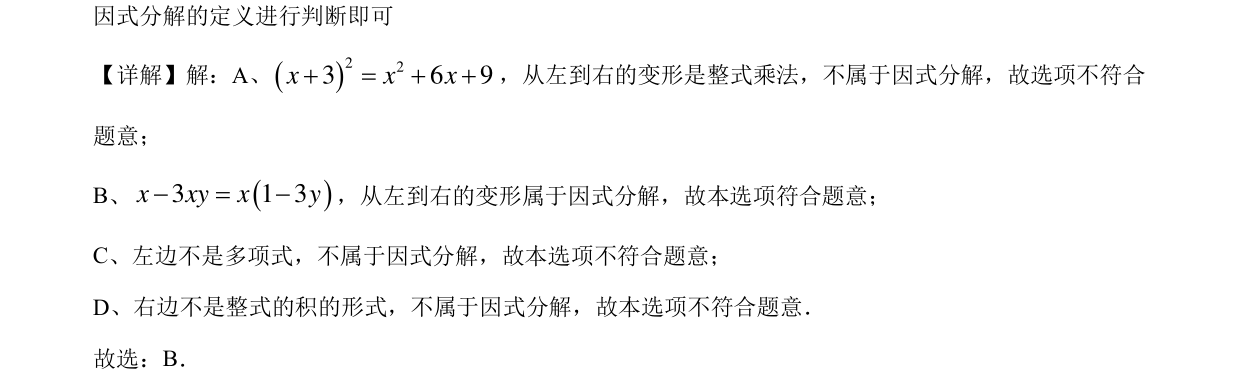 因式分解的定义进行判断即可
【详解】解：A、(x+3)²=x²+6x+9，从左到右的变形是整式乘法，不属于因式分解，故选项不符合
题意；
B、x−3xy=x(1−3y)，从左到右的变形属于因式分解，故本选项符合题意；
C、左边不是多项式，不属于因式分解，故本选项不符合题意；
D、右边不是整式的积的形式，不属于因式分解，故本选项不符合题意．
故选：B．